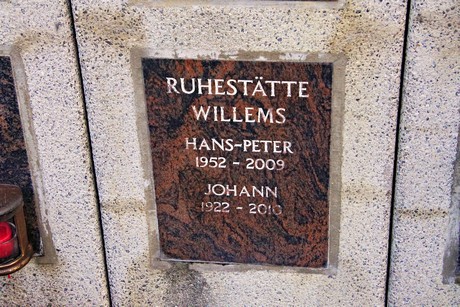 RUHESTÄTTE
WILLEMS
HANS-PETER
1952 - 2009
JOHANN
1922 - 2010